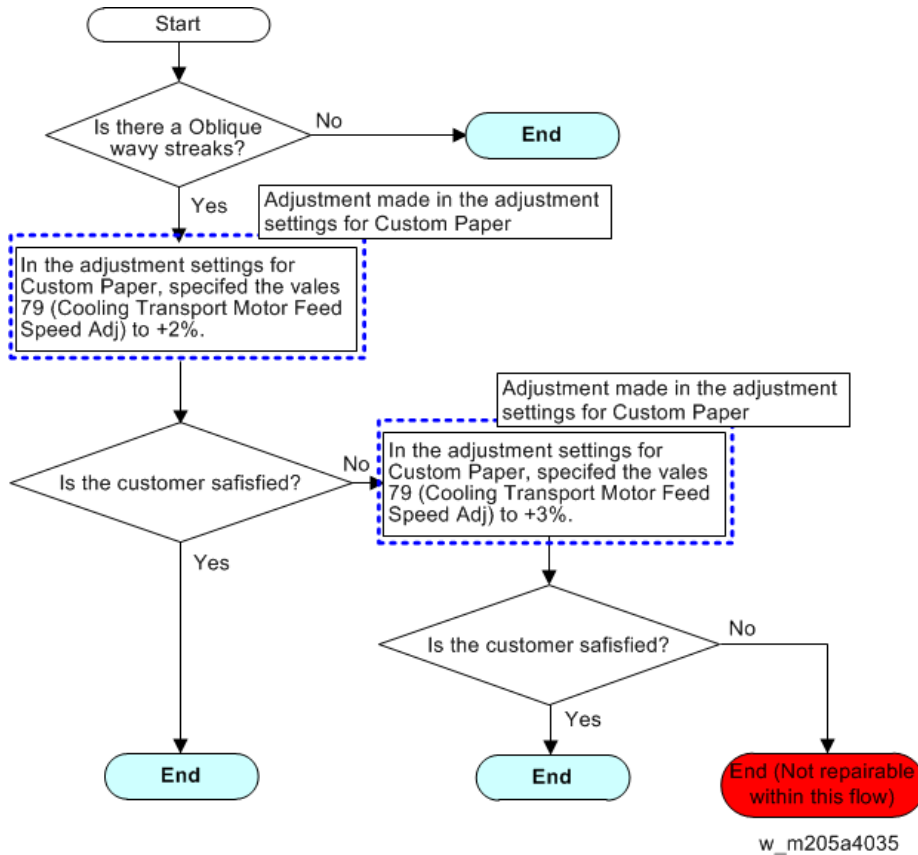 Start
Is there a Oblique
wavy streaks?
No
End
Yes
Adjustment made in the adjustment
settings for Custom Paper
In the adjustment settings for
Custom Paper, specifed the vales
79 (Cooling Transport Motor Feed
Speed Adj) to +2%.
Is the customer safisfied?
No
Adjustment made in the adjustment
settings for Custom Paper
In the adjustment settings for
Custom Paper, specifed the vales
79 (Cooling Transport Motor Feed
Speed Adj) to +3%.
Yes
Is the customer safisfied?
No
Yes
End
End
End (Not repairable
within this flow)
w_m205a4035